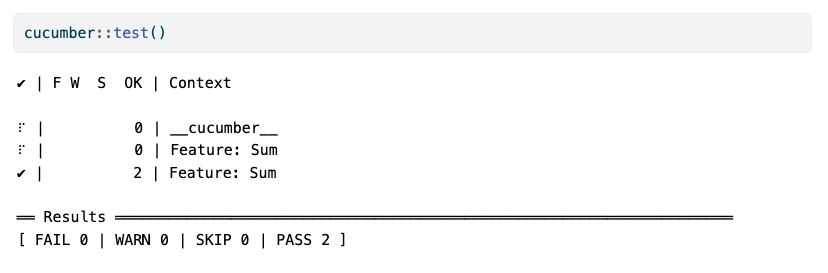 cucumber::test()
✔ | F W  S  OK | Context
⠏ |          0 | __cucumber__
⠏ |          0 | Feature: Sum
✔ |          2 | Feature: Sum
══ Results ═════════════════════════════════════════════════════════════════════
[ FAIL 0 | WARN 0 | SKIP 0 | PASS 2 ]